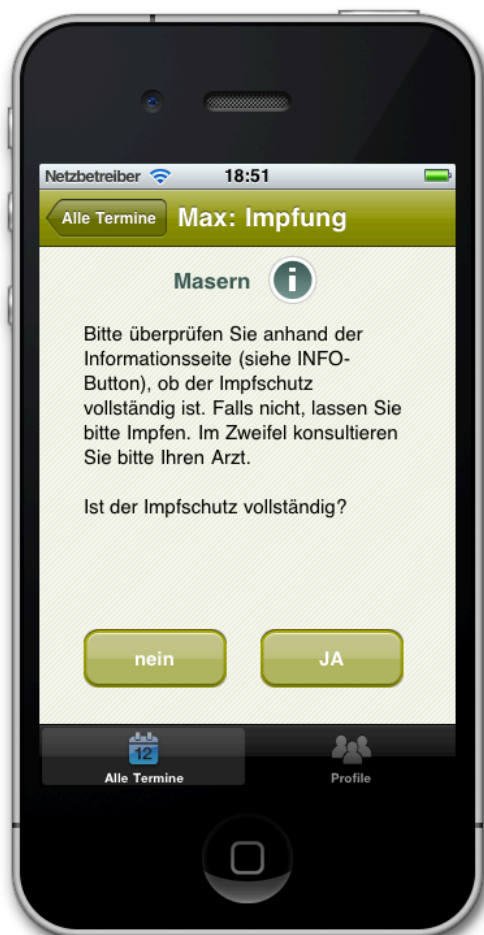 Netzbetreiber 18:51
Alle Termine Max: Impfung
Masern i
Bitte überprüfen Sie anhand der
Informationsseite (siehe INFO-
Button), ob der Impfschutz
vollständig ist. Falls nicht, lassen Sie
bitte Impfen. Im Zweifel konsultieren
Sie bitte Ihren Arzt.
Ist der Impfschutz vollständig?
nein JA
12
Alle Termine Profile